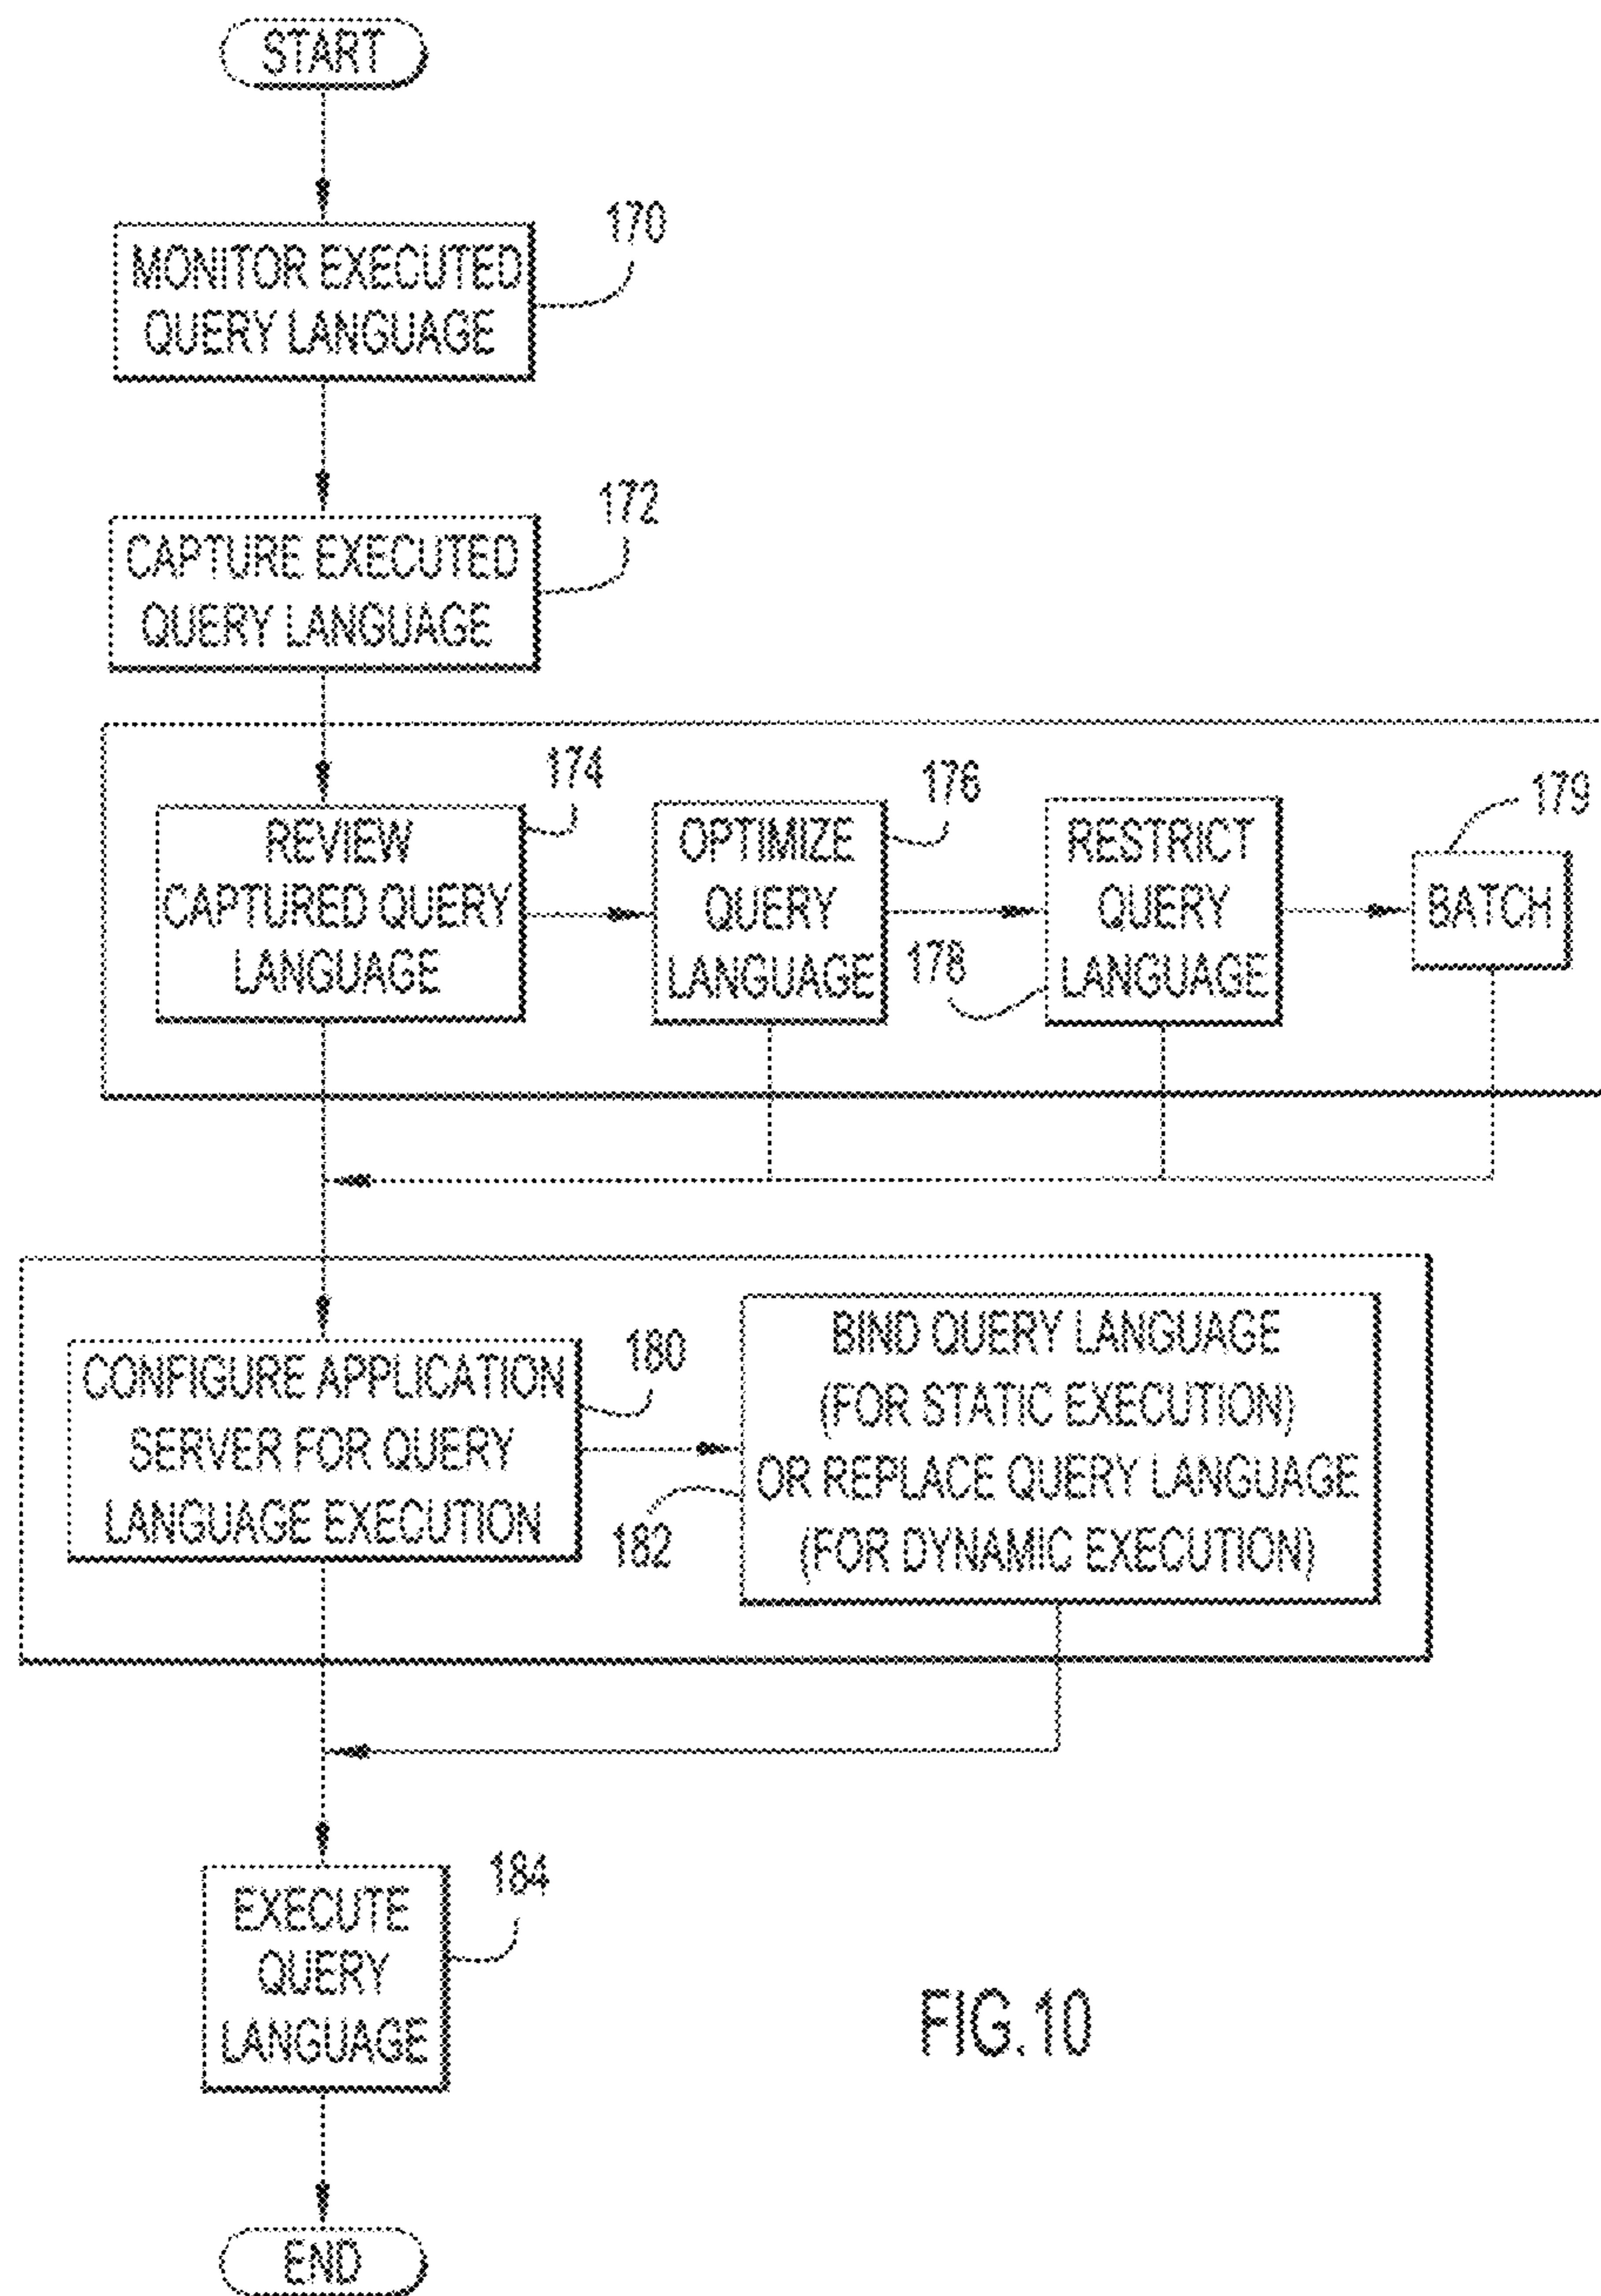 START
170
MONITOR EXECUTED
QUERY LANGUAGE
172
CAPTURE EXECUTED
QUERY LANGUAGE
174
REVIEW
CAPTURED QUERY
LANGUAGE
176
OPTIMIZE
QUERY
LANGUAGE
178
RESTRICT
QUERY
LANGUAGE
179
BATCH
180
CONFIGURE APPLICATION
SERVER FOR QUERY
LANGUAGE EXECUTION
182
BIND QUERY LANGUAGE
(FOR STATIC EXECUTION)
OR REPLACE QUERY LANGUAGE
(FOR DYNAMIC EXECUTION)
184
EXECUTE
QUERY
LANGUAGE
FIG.10
END